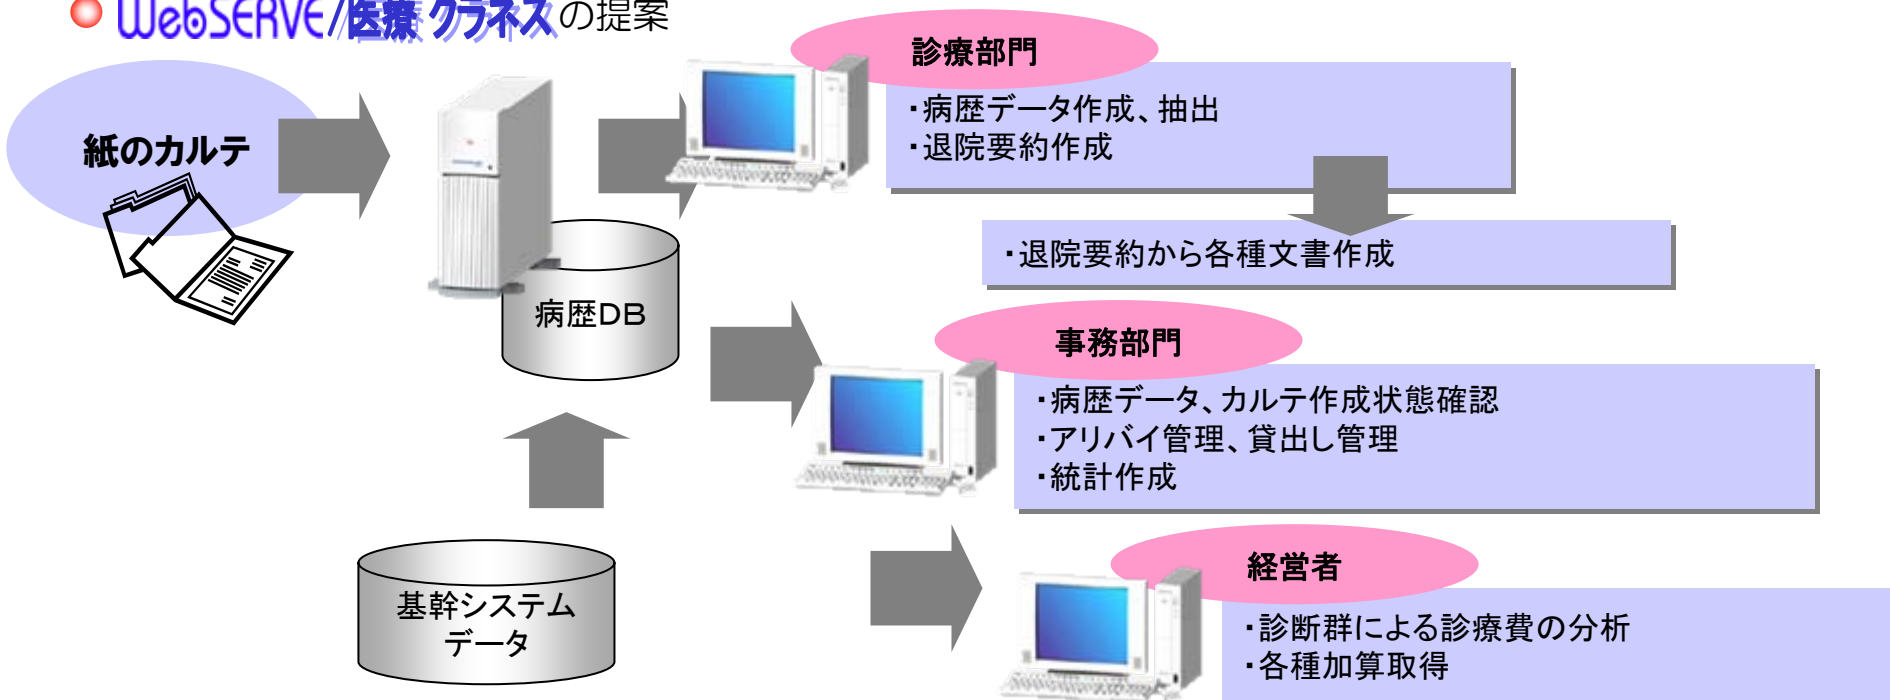 WebSERVE/医療 クラネスの提案
紙のカルテ
診療部門
・病歴データ作成、抽出
・退院要約作成
・退院要約から各種文書作成
病歴DB
事務部門
・病歴データ、カルテ作成状態確認
・アリバイ管理、貸出し管理
・統計作成
基幹システム
データ
経営者
・診断群による診療費の分析
・各種加算取得